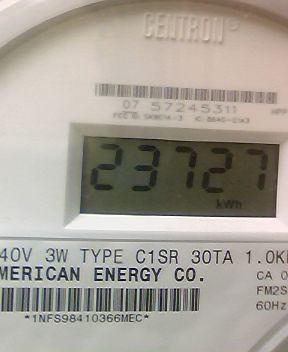 CENTRON
07 57245311
23727
kWh
40V 3W TYPE C1SR 30TA 1.0K
MERICAN ENERGY CO.
CA 0
FM2S
60Hz
*1NFS98410366MEC*